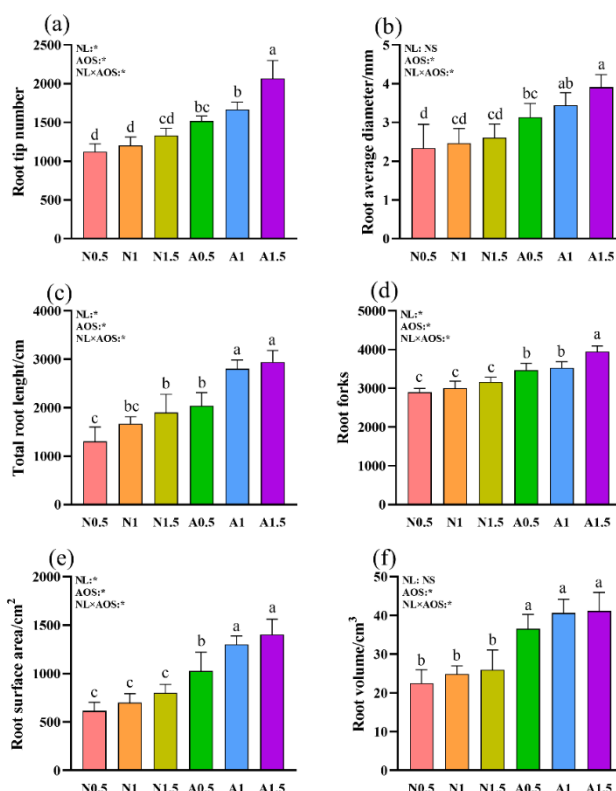 (a)
NL:*
AOS:*
NL×AOS:*
Root tip number
2500
2000
1500
1000
500
0
d d cd bc b a
N0.5 N1 N1.5 A0.5 A1 A1.5
(b)
NL: NS
AOS:*
NL×AOS:*
Root average diameter/mm
5
4
3
2
1
0
d cd cd bc ab a
N0.5 N1 N1.5 A0.5 A1 A1.5
(c)
NL:*
AOS:*
NL×AOS:*
Total root lenght/cm
4000
3000
2000
1000
0
c bc b b a a
N0.5 N1 N1.5 A0.5 A1 A1.5
(d)
NL:*
AOS:*
NL×AOS:*
Root forks
5000
4000
3000
2000
1000
0
c c c b b a
N0.5 N1 N1.5 A0.5 A1 A1.5
(e)
NL:*
AOS:*
NL×AOS:*
Root surface area/cm²
2000
1500
1000
500
0
c c c b a a
N0.5 N1 N1.5 A0.5 A1 A1.5
(f)
NL: NS
AOS:*
NL×AOS:*
Root volume/cm³
50
40
30
20
10
0
b b b a a a
N0.5 N1 N1.5 A0.5 A1 A1.5